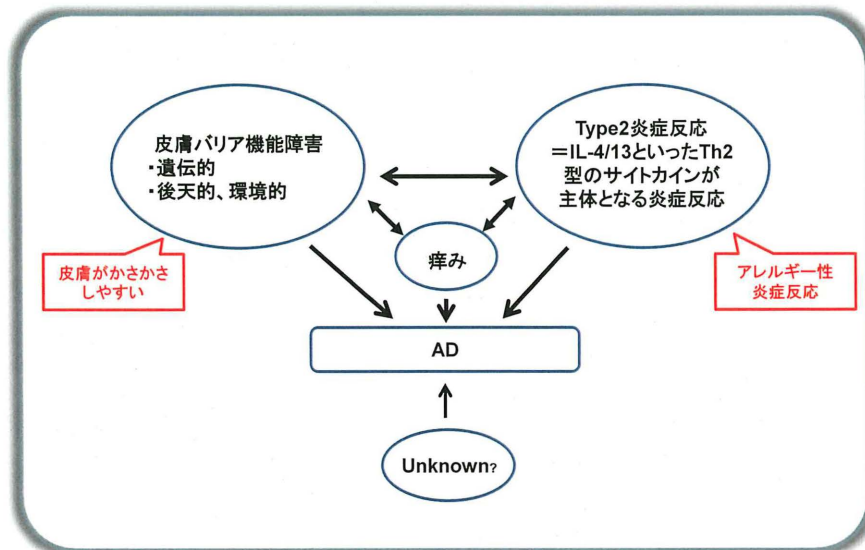 皮膚バリア機能障害
・遺伝的
・後天的、環境的
Type2炎症反応
＝IL-4/13といったTh2
型のサイトカインが
主体となる炎症反応
痒み
皮膚がかさかさ
しやすい
アレルギー性
炎症反応
AD
Unknown?